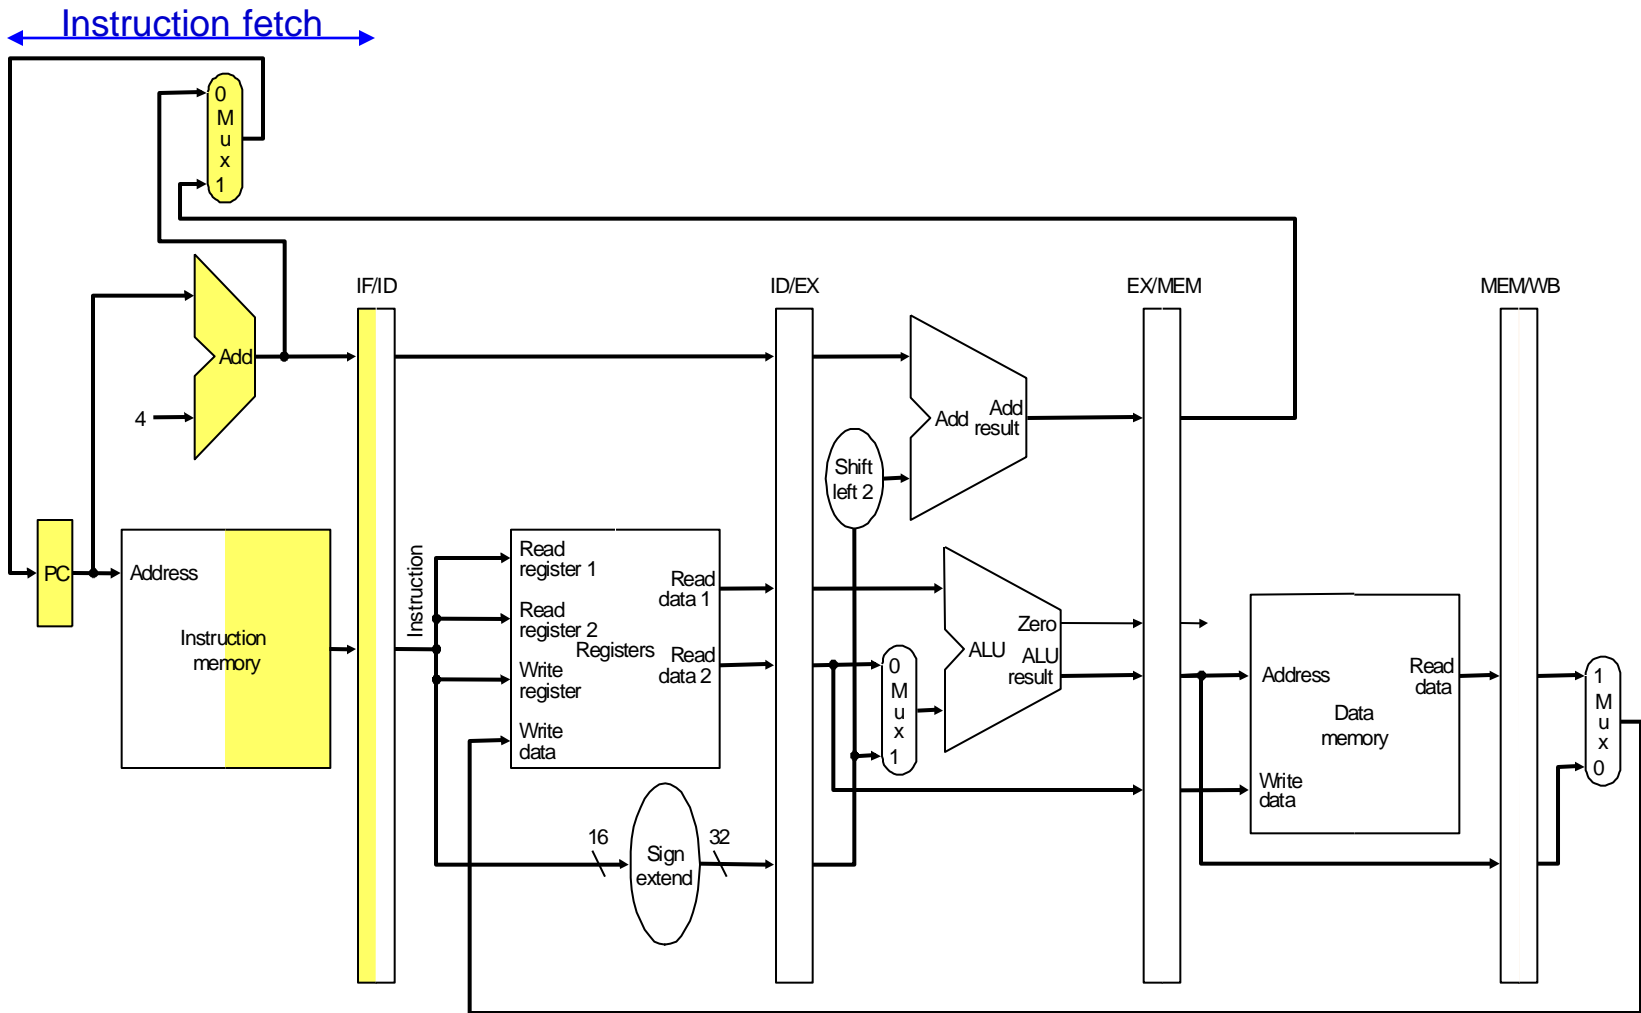 Instruction fetch
0
M
u
x
1
IF/ID
ID/EX
EX/MEM
MEM/WB
Add
4
Add
Add
result
Shift
left 2
PC
Address
Instruction
memory
Instruction
Read
register 1
Read
register 2
Registers
Write
register
Write
data
Read
data 1
Read
data 2
0
M
u
x
1
Zero
ALU
ALU
result
Address
Read
data
Data
memory
Write
data
1
M
u
x
0
16
Sign
extend
32